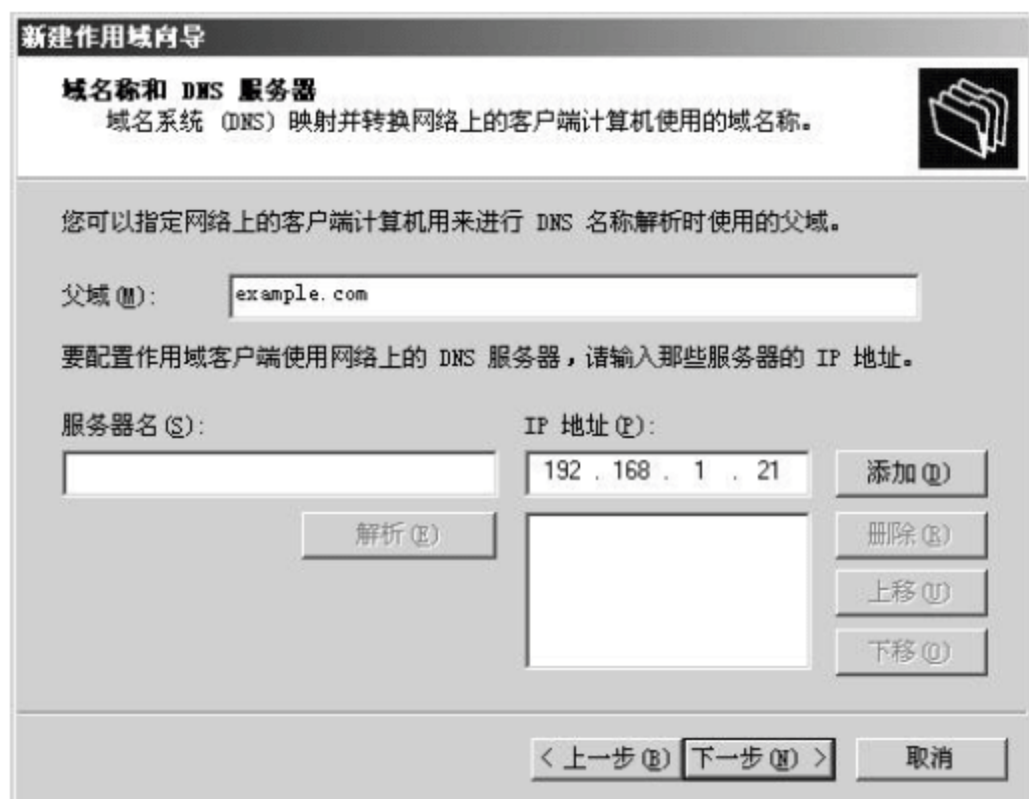 新建作用域向导
域名称和 DNS 服务器
域名系统 (DNS) 映射并转换网络上的客户端计算机使用的域名称。
您可以指定网络上的客户端计算机用来进行 DNS 名称解析时使用的父域。
父域(M): example.com
要配置作用域客户端使用网络上的 DNS 服务器,请输入那些服务器的 IP 地址。
服务器名(S): IP 地址(P):
192 . 168 . 1 . 21 添加(D)
解析(E) 删除(R)
上移(U)
下移(O)
< 上一步(B) 下一步(N) > 取消